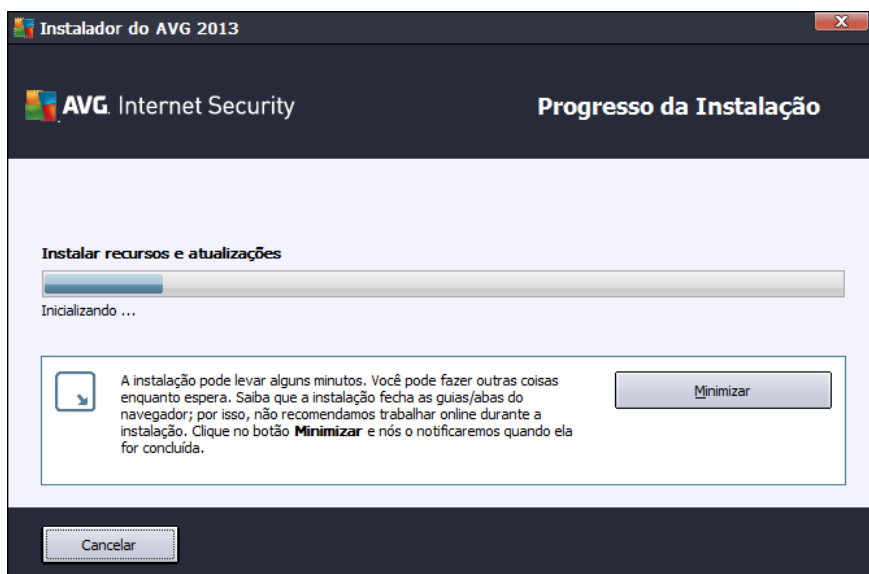 Instalador do AVG 2013
X
AVG. Internet Security
Progresso da Instalação
Instalar recursos e atualizações
Inicializando ...
A instalação pode levar alguns minutos. Você pode fazer outras coisas
enquanto espera. Saiba que a instalação fecha as guias/abas do
navegador; por isso, não recomendamos trabalhar online durante a
instalação. Clique no botão Minimizar e nós o notificaremos quando ela
for concluída.
Minimizar
Cancelar